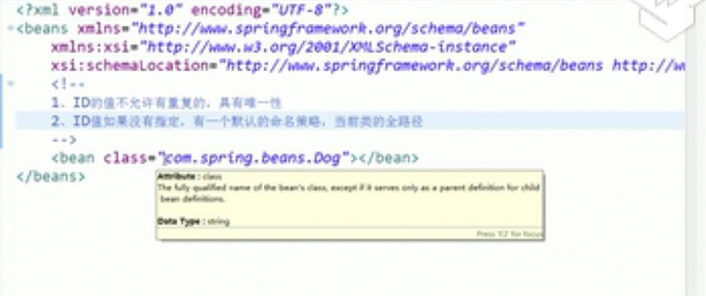 <?xml version="1.0" encoding="UTF-8"?>
<beans xmlns="http://www.springframework.org/schema/beans"
xmlns:xsi="http://www.w3.org/2001/XMLSchema-instance"
xsi:schemaLocation="http://www.springframework.org/schema/beans http://w
<!--
1、ID的值不允许有重复的，具有唯一性
2、ID值如果没有指定，有一个默认的命名策略，当前类的全路径
-->
<bean class="com.spring.beans.Dog"></bean>
</beans>
Attribute : class
The fully qualified name of the bean's class, except if it serves only as a parent definition for child
bean definitions.
Data Type : string
Press 'F2' for focus